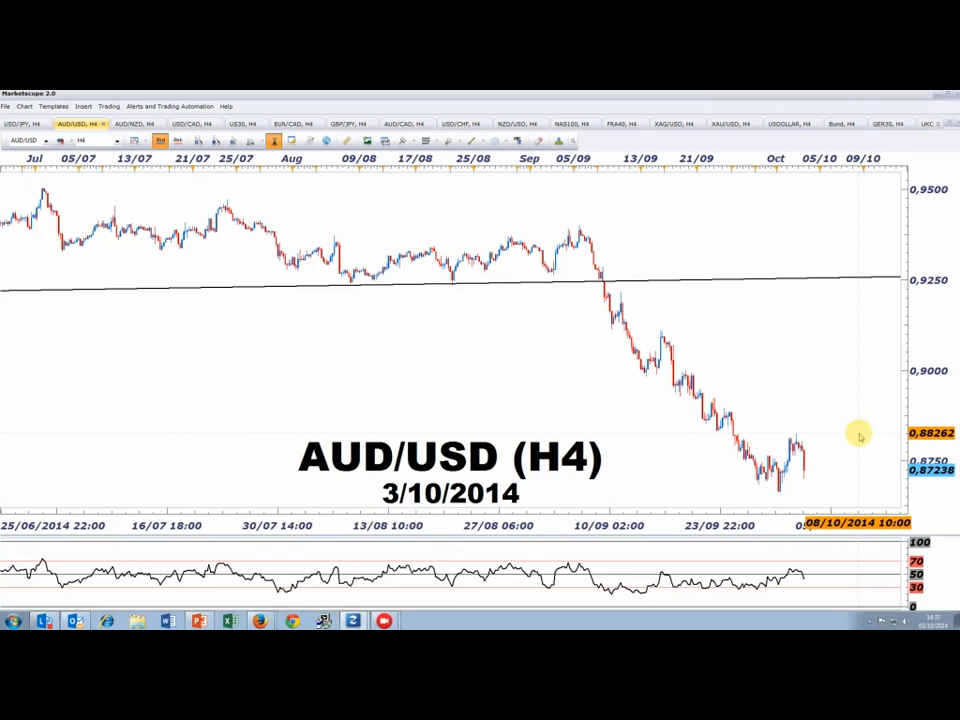 Marketscope 2.0
File Chart Templates Insert Trading Alerts and Trading Automation Help
USD/JPY, H4 AUD/USD, H4 AUD/NZD, H4 USD/CAD, H4 US30, H4 EUR/CAD, H4 GBP/JPY, H4 AUD/CAD, H4 USD/CHF, H4 NZD/USD, H4 NAS100, H4 FRA40, H4 XAG/USD, H4 XAU/USD, H4 USDOLLAR, H4 Bund, H4 GER30, H4 UKC
AUD/USD H4
Jul 05/07 13/07 21/07 25/07 Aug 09/08 17/08 25/08 Sep 05/09 13/09 21/09 Oct 05/10 09/10
0,9500
0,9250
0,9000
0,88262
0,8750
0,87238
AUD/USD (H4)
3/10/2014
25/06/2014 22:00 16/07 18:00 30/07 14:00 13/08 10:00 27/08 06:00 10/09 02:00 23/09 22:00 08/10/2014 10:00
100
70
50
30
0
14:37
03/10/2014